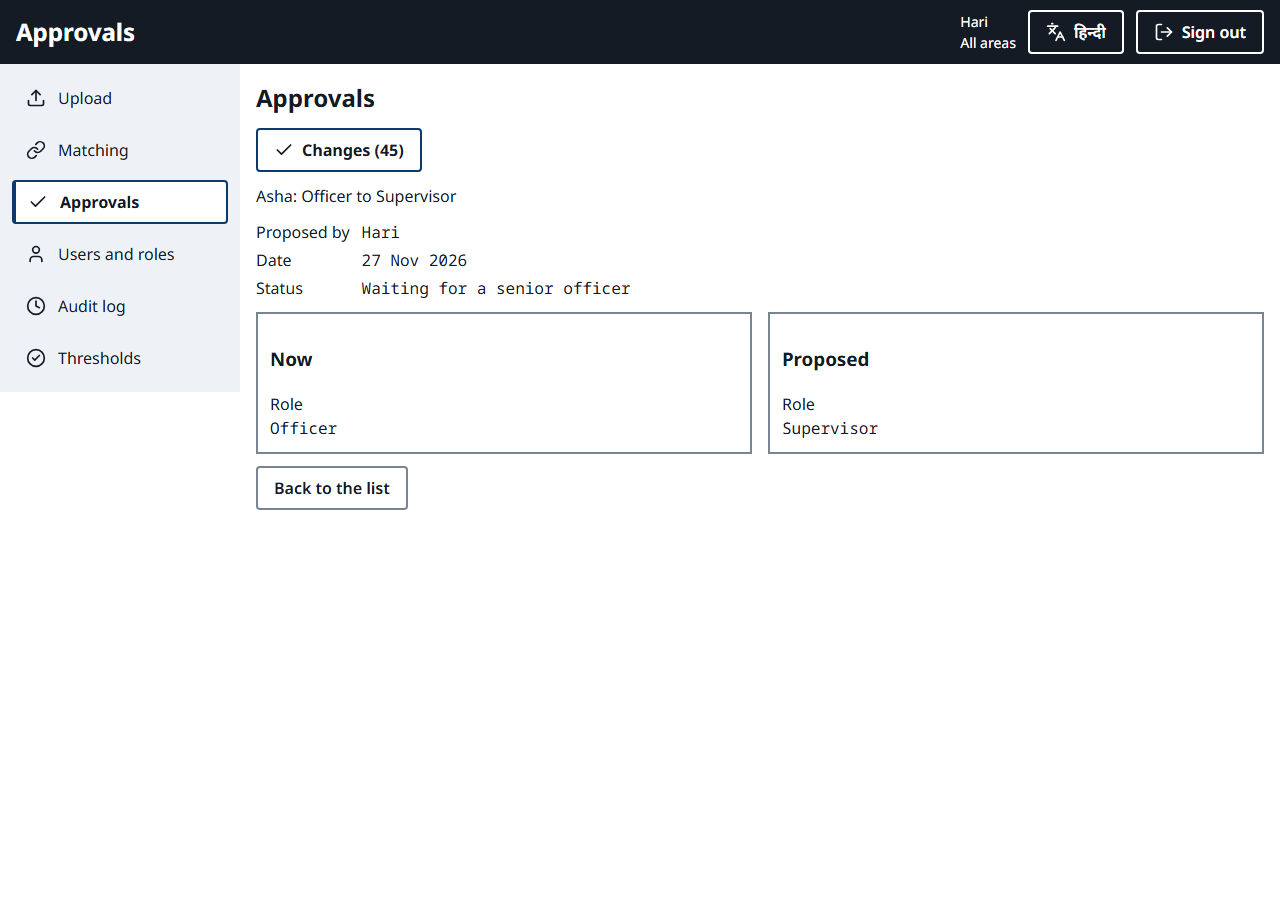 Approvals
Hari
All areas
हिन्दी
Sign out
Upload
Matching
Approvals
Users and roles
Audit log
Thresholds
Approvals
Changes (45)
Asha: Officer to Supervisor
Proposed by Hari
Date 27 Nov 2026
Status Waiting for a senior officer
Now
Role
Officer
Proposed
Role
Supervisor
Back to the list